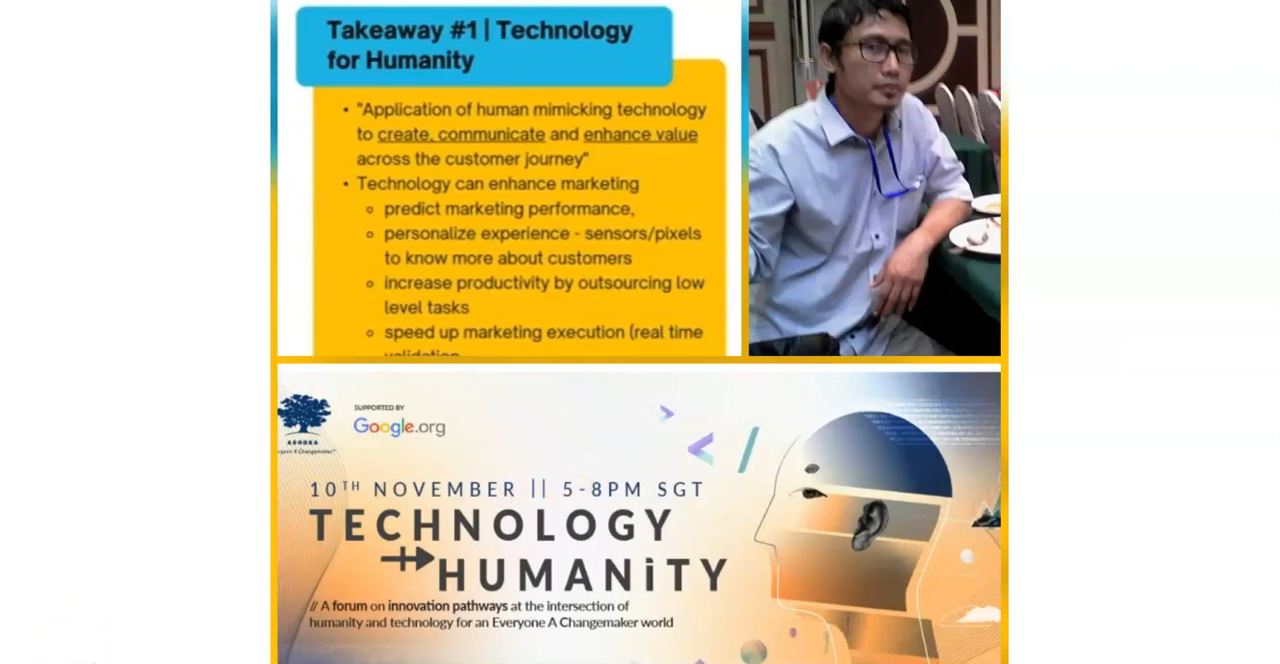 Takeaway #1 | Technology
for Humanity
• "Application of human mimicking technology
to create, communicate and enhance value
across the customer journey"
• Technology can enhance marketing
◦ predict marketing performance,
◦ personalize experience - sensors/pixels
to know more about customers
◦ increase productivity by outsourcing low
level tasks
◦ speed up marketing execution (real time
validation
ASHOKA
A Changemaker"
SUPPORTED BY
Google.org
10TH NOVEMBER || 5-8PM SGT
TECHNOLOGY
HUMANiTY
// A forum on innovation pathways at the intersection of
humanity and technology for an Everyone A Changemaker world